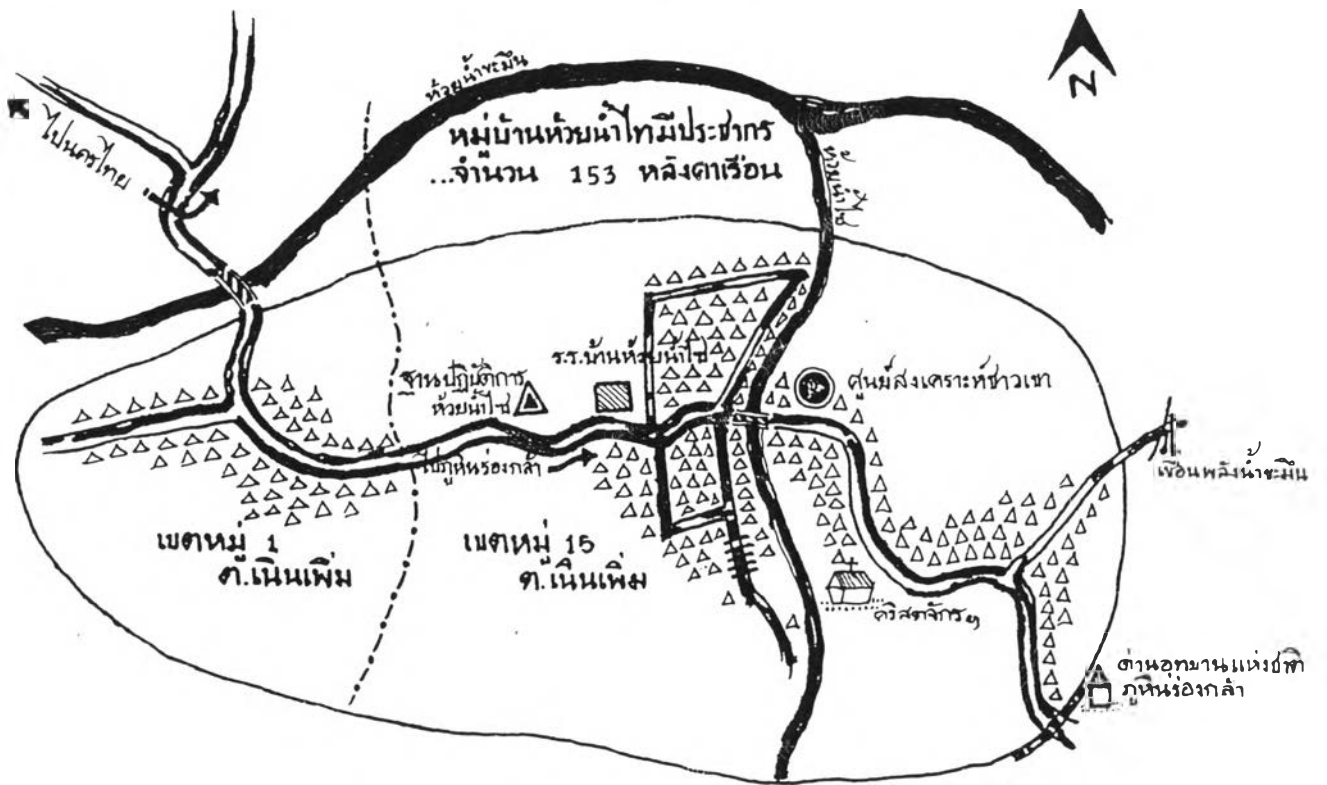 ห้วยน้ำขะมึน
N
ไปนครไทย
หมู่บ้านห้วยน้ำไทมีประชากร
...จำนวน 153 หลังคาเรือน
ห้วยน้ำไซ
ร.ร.บ้านห้วยน้ำไซ
ฐานปฏิบัติการ
ห้วยน้ำไซ
ศูนย์สงเคราะห์ชาวเขา
ไปภูหินร่องกล้า
เขื่อนพลังน้ำขะมึน
เขตหมู่ 1
ต.เนินเพิ่ม
เขตหมู่ 15
ต.เนินเพิ่ม
คริสตจักร
ด่านอุทยานแห่งชาติ
ภูหินร่องกล้า